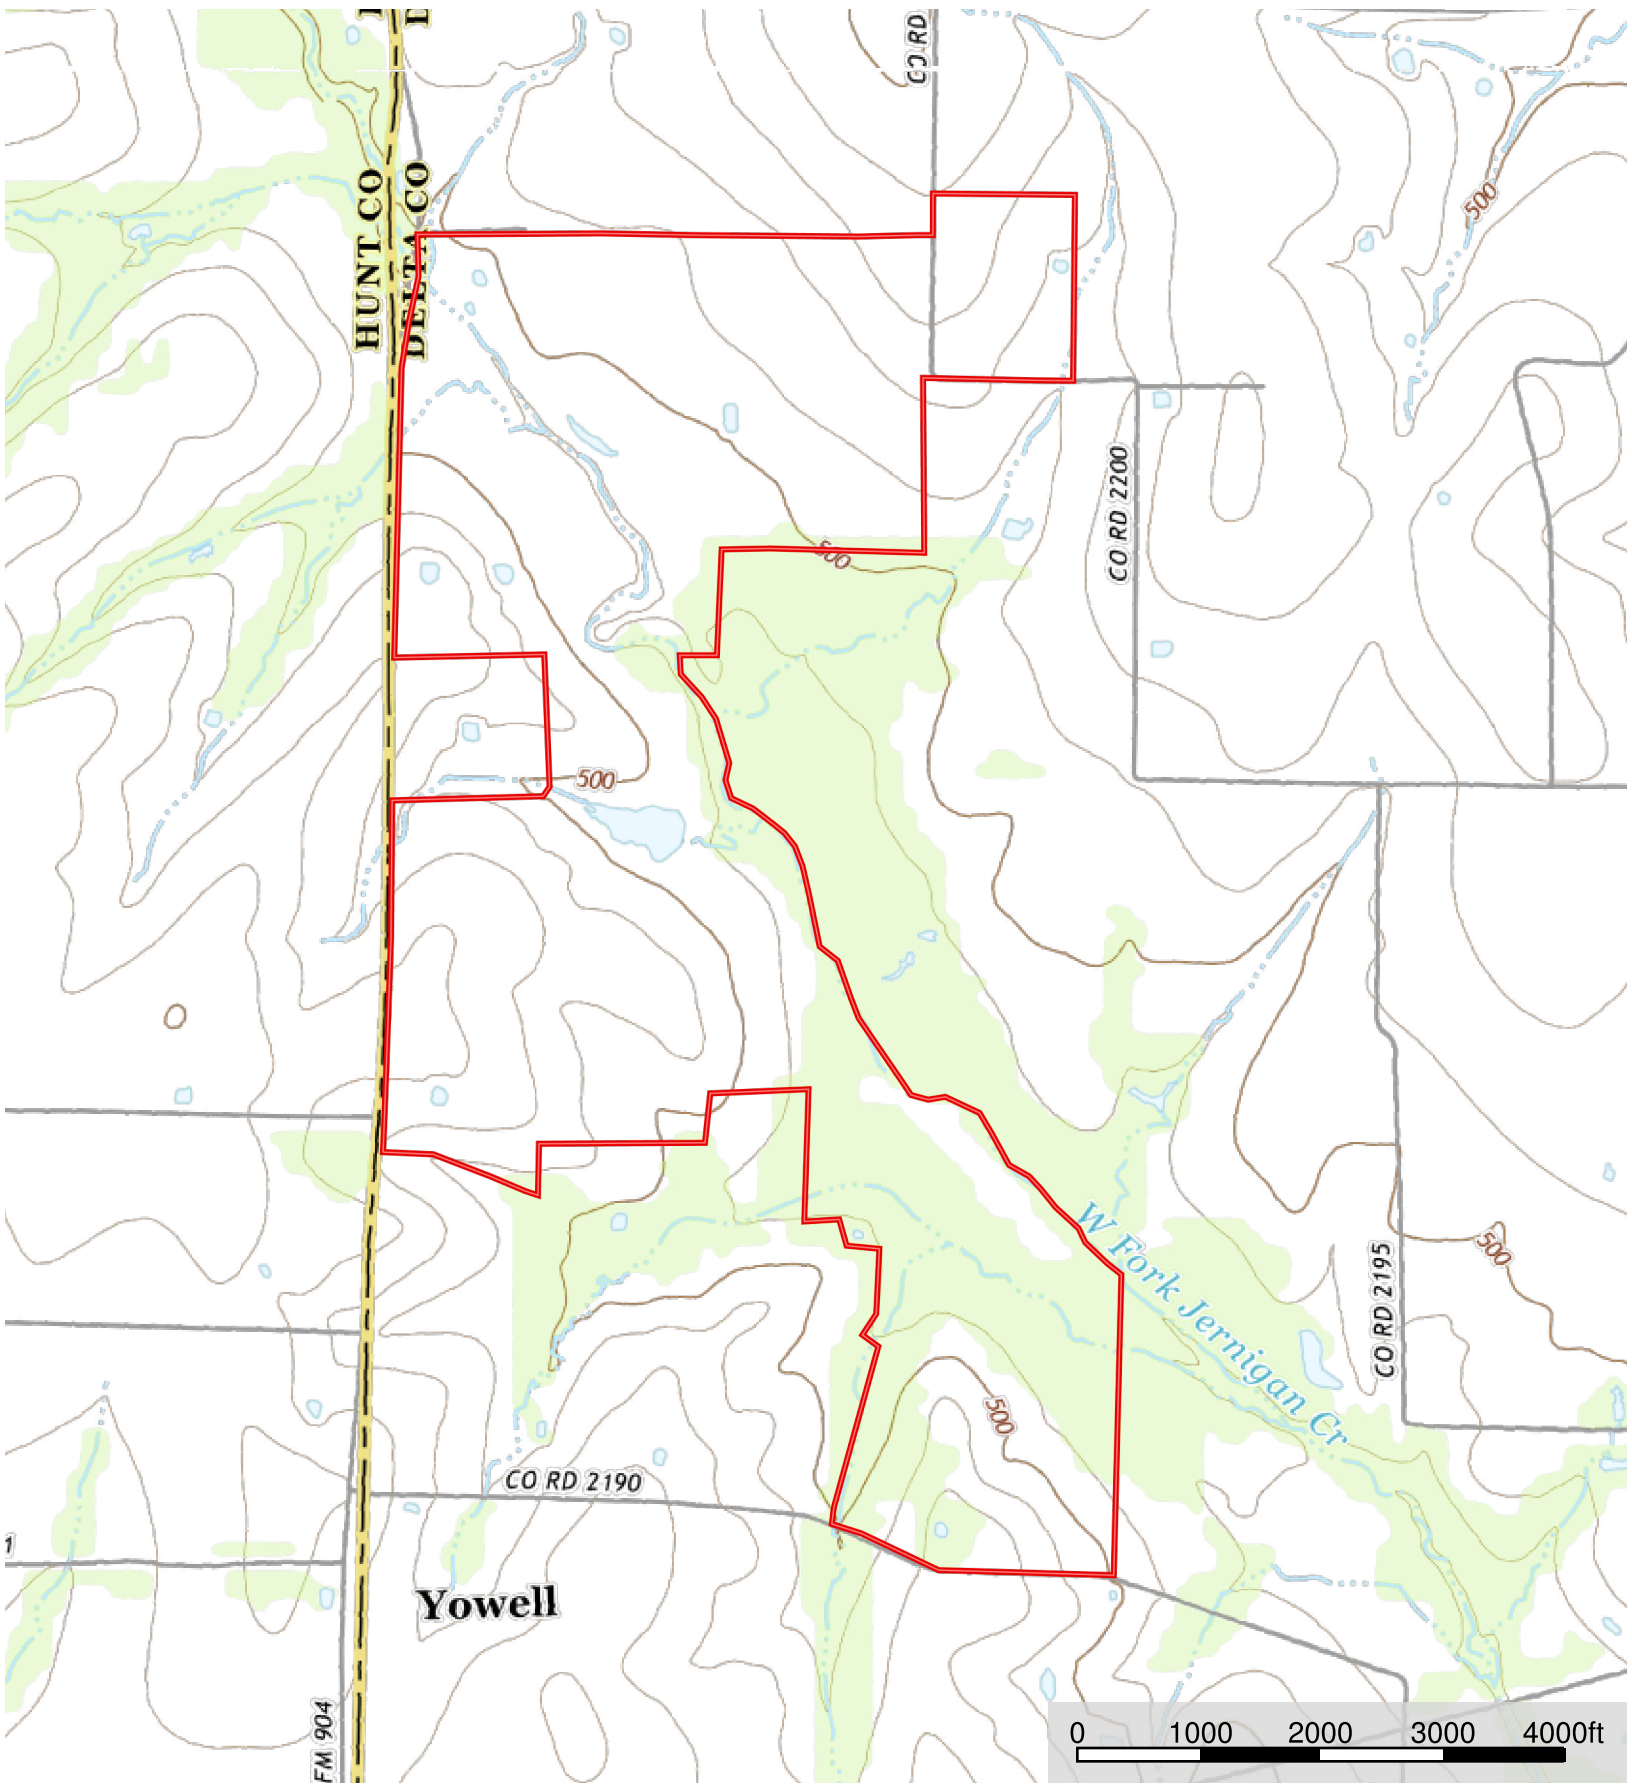 CO RD
HUNT CO
DELTA CO
500
CO RD 2200
500
500
W Fork Jernigan Cr
500
CO RD 2195
500
CO RD 2190
1
Yowell
FM 904
0 1000 2000 3000 4000ft